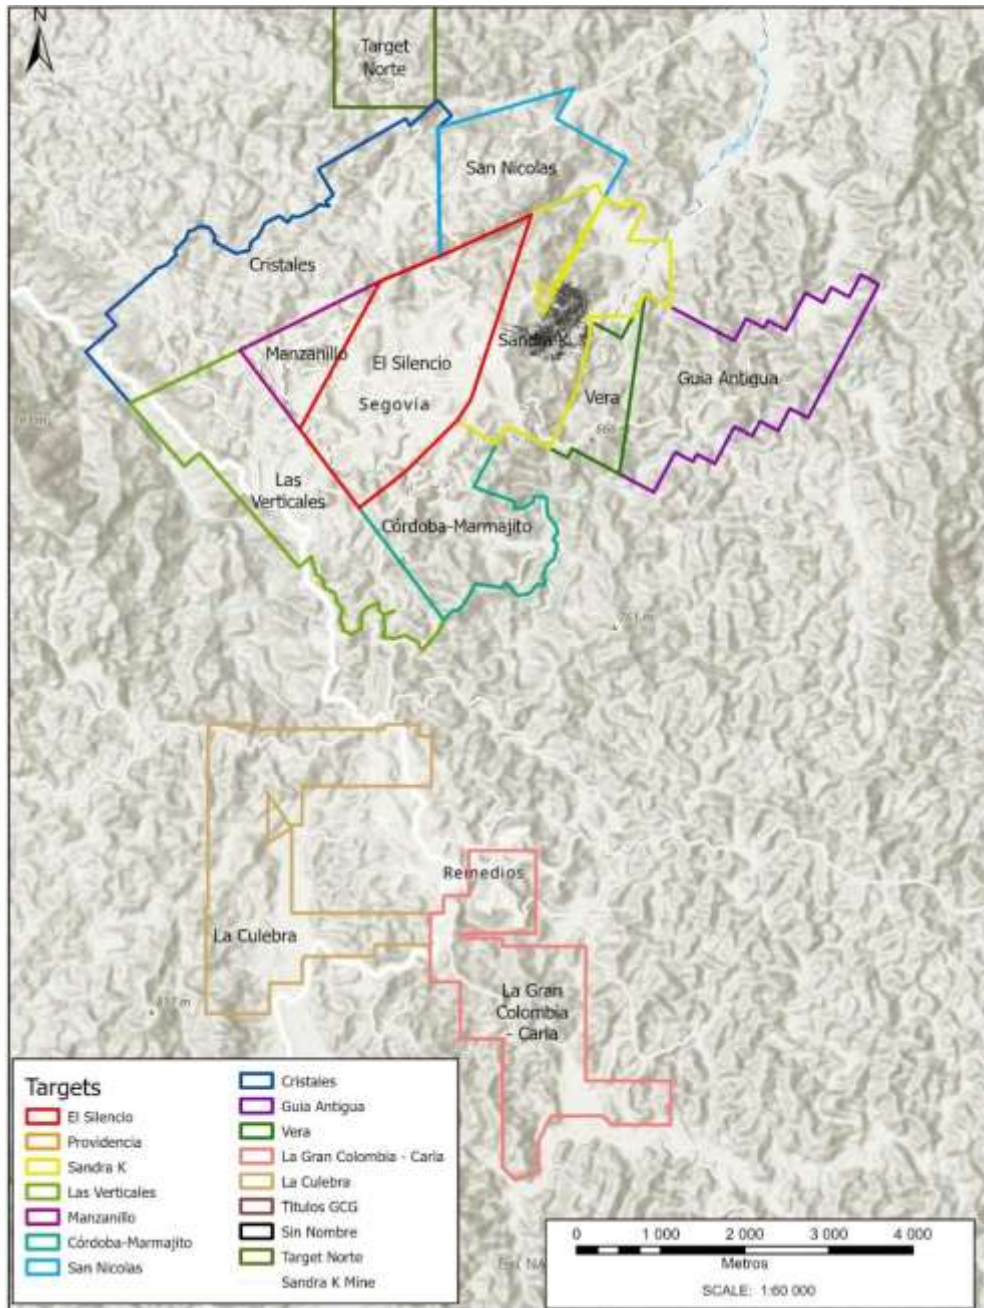 N
Target
Norte
San Nicolas
Cristales
Manzanillo
El Silencio
Sandra K
Segovia
Vera
Guia Antigua
Las
Verticales
Córdoba-Marmajito
Remedios
La Culebra
La Gran
Colombia
- Carla
Targets
El Silencio
Providencia
Sandra K
Las Verticales
Manzanillo
Córdoba-Marmajito
San Nicolas
Cristales
Guia Antigua
Vera
La Gran Colombia - Carla
La Culebra
Titulos GCG
Sin Nombre
Target Norte
Sandra K Mine
0 1 000 2 000 3 000 4 000
Metros
SCALE: 1:60 000